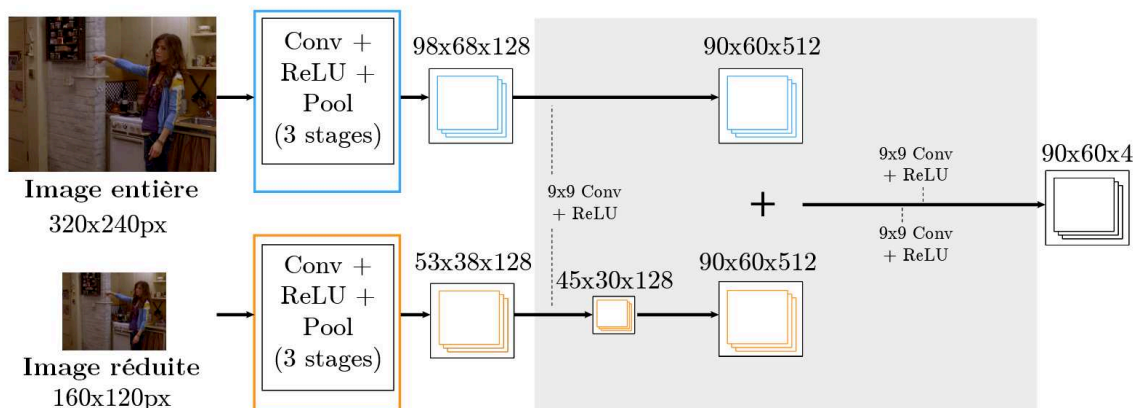 Conv +
ReLU +
Pool
(3 stages)
98x68x128
90x60x512
Image entière
320x240px
9x9 Conv
+ ReLU
+
9x9 Conv
+ ReLU
9x9 Conv
+ ReLU
90x60x4
Conv +
ReLU +
Pool
(3 stages)
53x38x128
45x30x128
90x60x512
Image réduite
160x120px